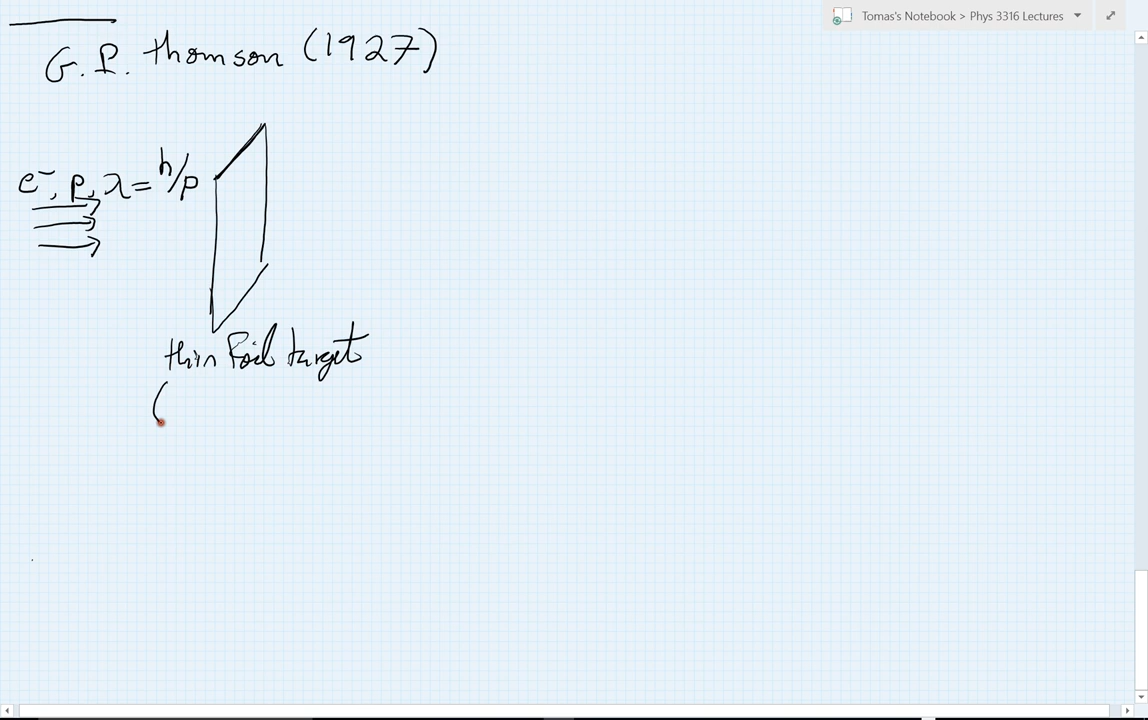 Tomas's Notebook > Phys 3316 Lectures
G. P. thomson (1927)
e⁻, p, λ = h/p
thin foil target
(